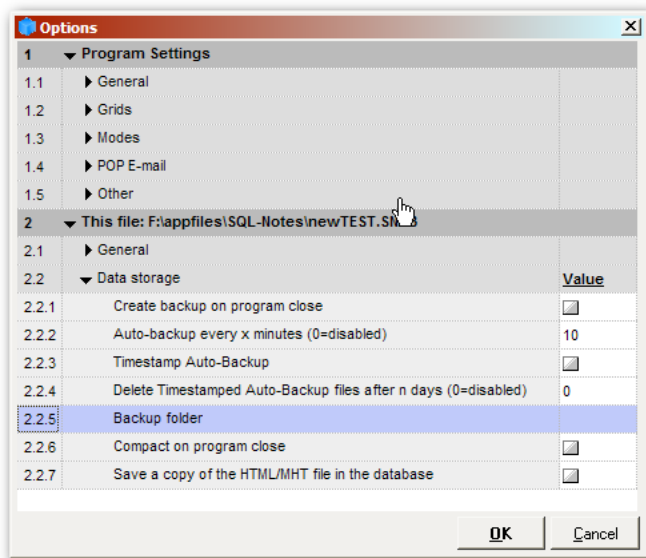 Options
1 Program Settings
1.1 General
1.2 Grids
1.3 Modes
1.4 POP E-mail
1.5 Other
2 This file: F:\appfiles\SQL-Notes\newTEST.
2.1 General
2.2 Data storage Value
2.2.1 Create backup on program close
2.2.2 Auto-backup every x minutes (0=disabled) 10
2.2.3 Timestamp Auto-Backup
2.2.4 Delete Timestamped Auto-Backup files after n days (0=disabled) 0
2.2.5 Backup folder
2.2.6 Compact on program close
2.2.7 Save a copy of the HTML/MHT file in the database
OK Cancel